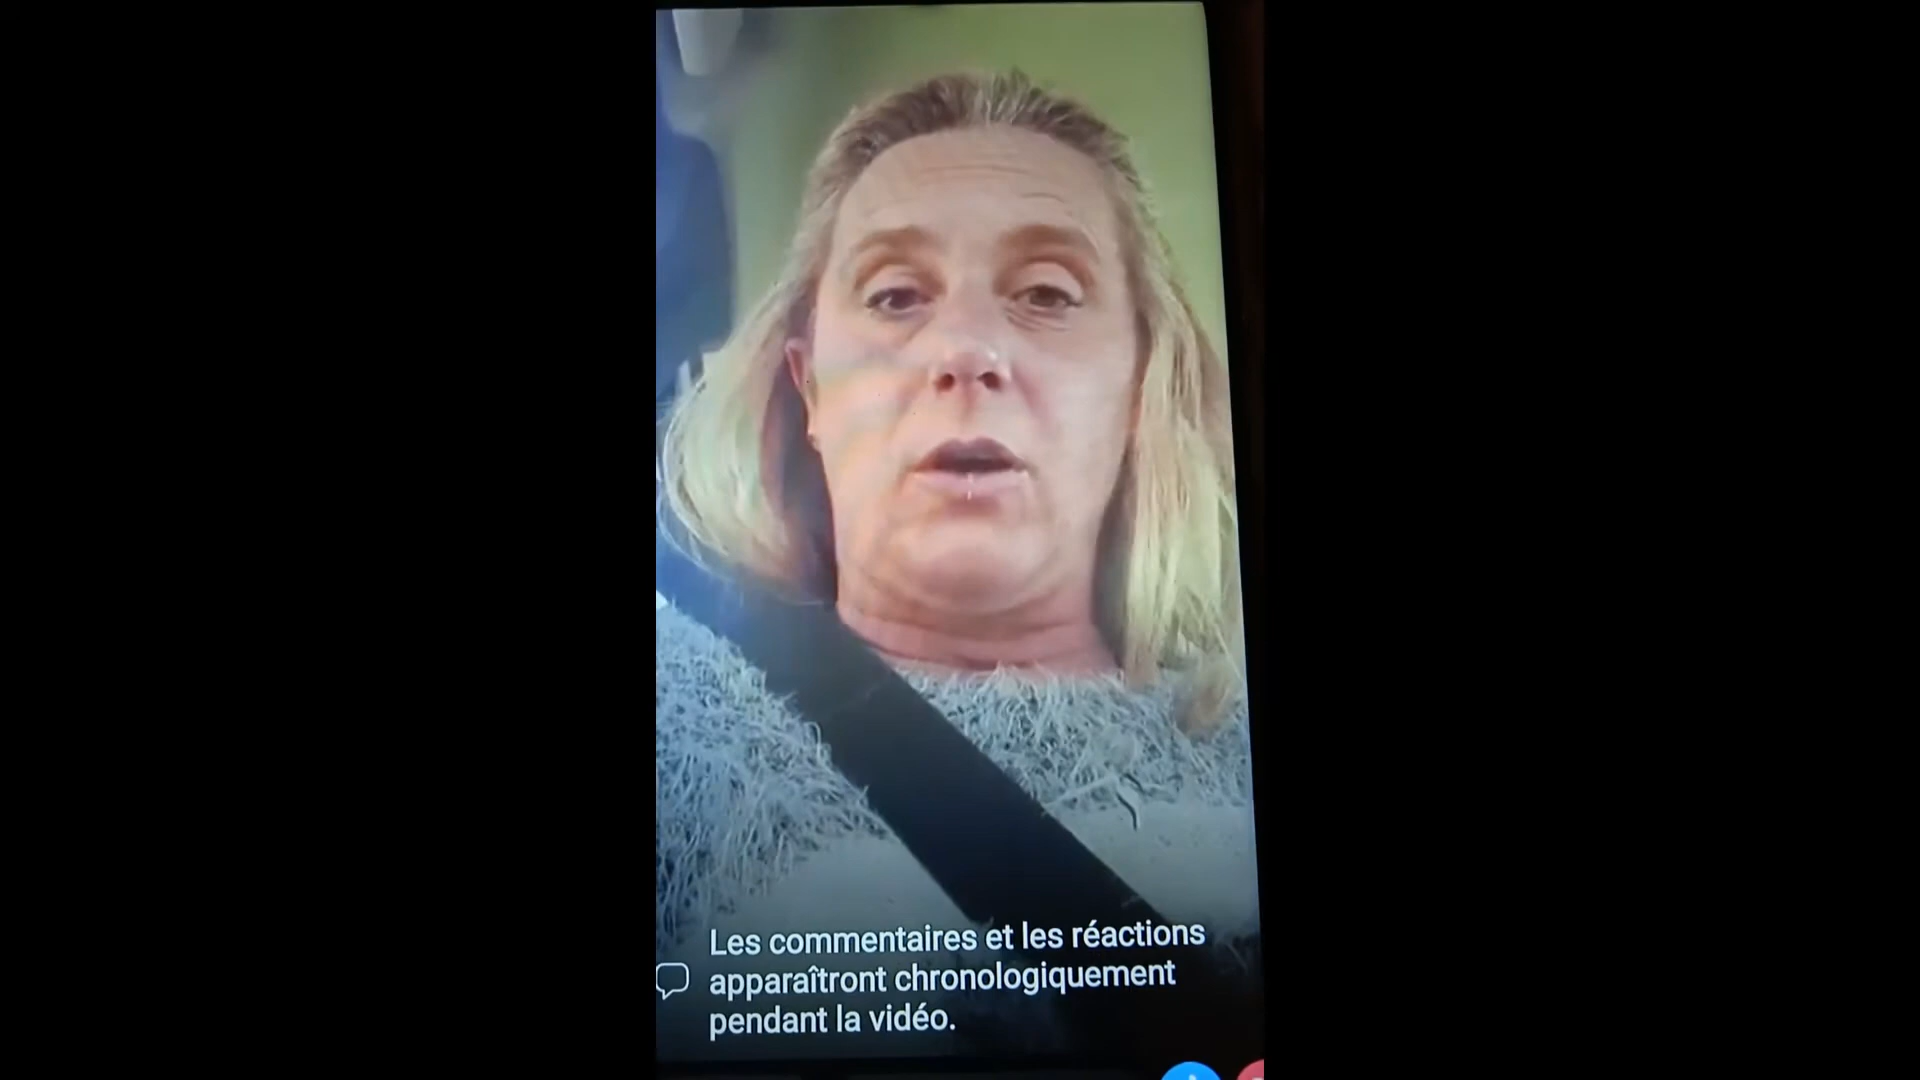 Les commentaires et les réactions
apparaîtront chronologiquement
pendant la vidéo.